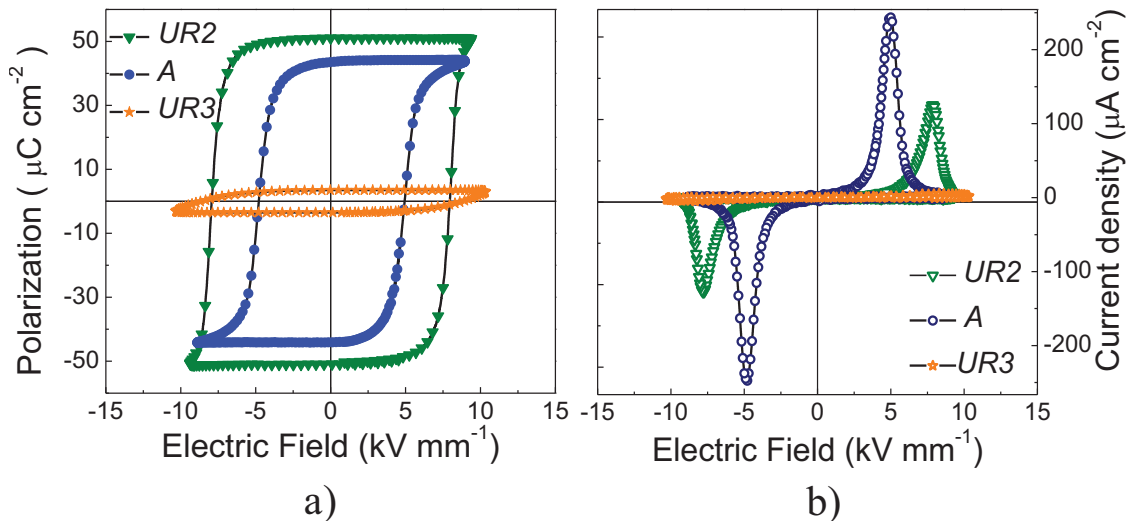 UR2
A
UR3
50
30
10
-10
-30
-50
Polarization ( μC cm⁻²)
-15 -10 -5 0 5 10 15
Electric Field (kV mm⁻¹)
a)
200
100
0
-100
-200
Current density (μA cm⁻²)
UR2
A
UR3
-15 -10 -5 0 5 10 15
Electric Field (kV mm⁻¹)
b)